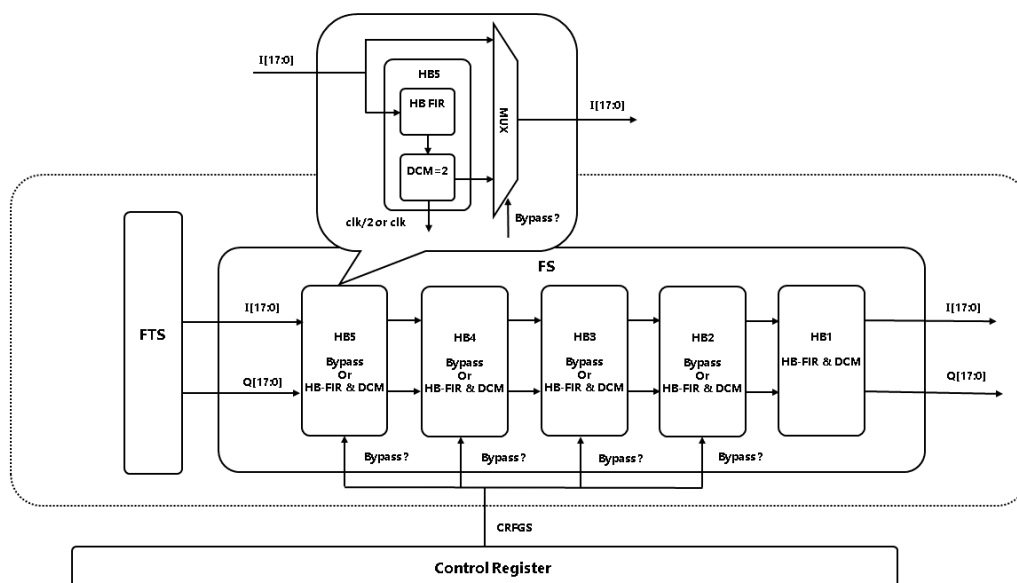 I[17:0]
HB5
HB FIR
DCM=2
MUX
I[17:0]
clk/2 or clk
Bypass?
FS
FTS
I[17:0]
Q[17:0]
HB5
Bypass
Or
HB-FIR & DCM
HB4
Bypass
Or
HB-FIR & DCM
HB3
Bypass
Or
HB-FIR & DCM
HB2
Bypass
Or
HB-FIR & DCM
HB1
HB-FIR & DCM
I[17:0]
Q[17:0]
Bypass?
Bypass?
Bypass?
Bypass?
CRFGS
Control Register